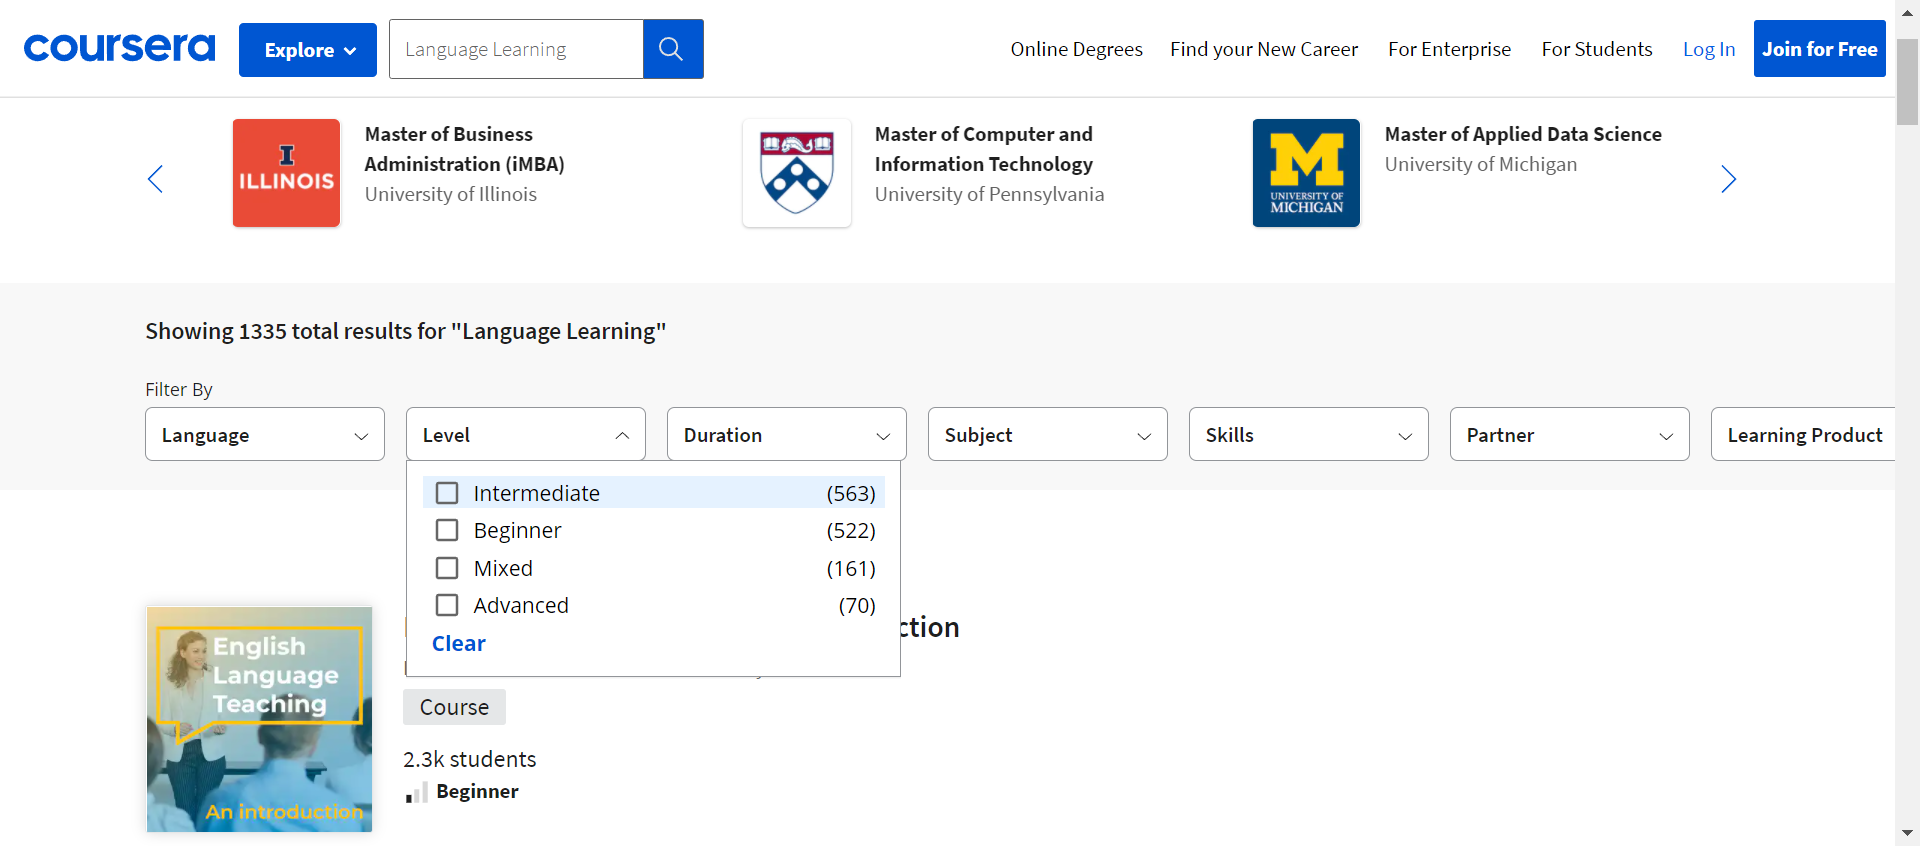 coursera
Explore
Language Learning
Online Degrees
Find your New Career
For Enterprise
For Students
Log In
Join for Free
ILLINOIS
Master of Business
Administration (iMBA)
University of Illinois
Master of Computer and
Information Technology
University of Pennsylvania
UNIVERSITY OF
MICHIGAN
Master of Applied Data Science
University of Michigan
Showing 1335 total results for "Language Learning"
Filter By
Language
Level
Duration
Subject
Skills
Partner
Learning Product
Intermediate (563)
Beginner (522)
Mixed (161)
Advanced (70)
Clear
English
Language
Teaching
An introduction
ction
Course
2.3k students
Beginner